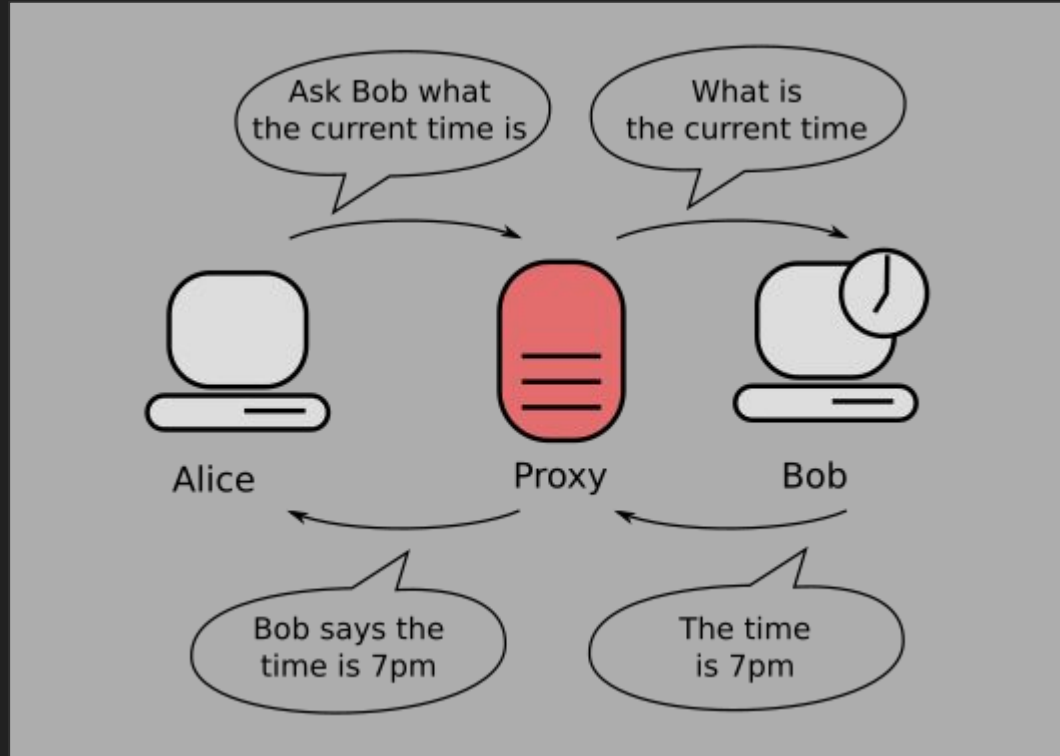 Ask Bob what
the current time is
What is
the current time
Alice
Proxy
Bob
Bob says the
time is 7pm
The time
is 7pm